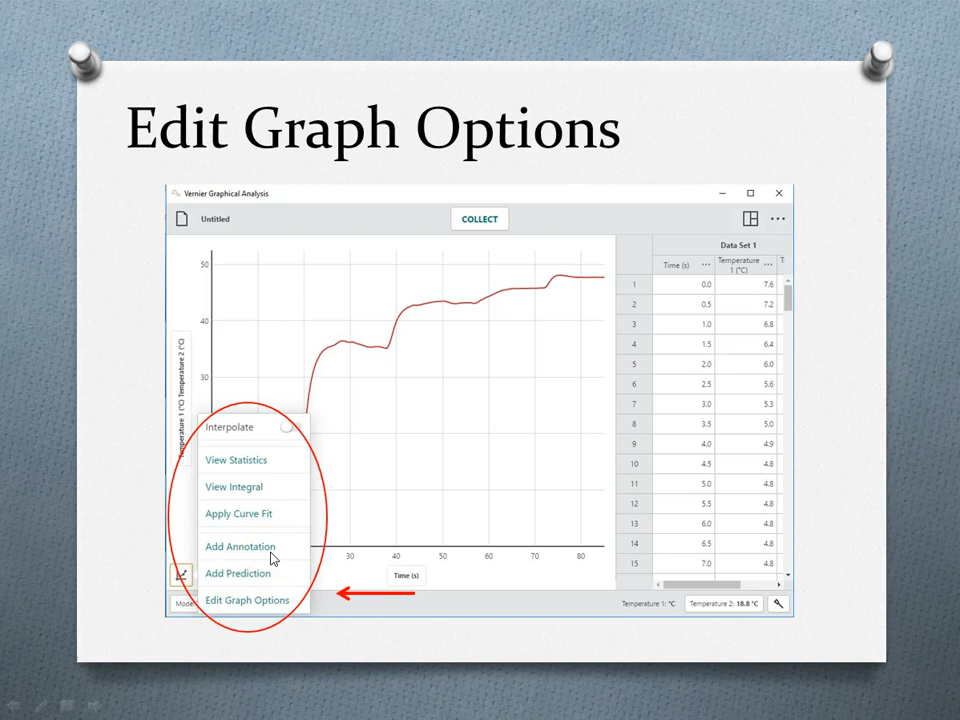 Edit Graph Options
Vernier Graphical Analysis
Untitled
COLLECT
Data Set 1
Time (s)
Temperature
1 (°C)
50
40
30
Temperature 1 (°C) Temperature 2 (°C)
1 0.0 7.6
2 0.5 7.2
3 1.0 6.8
4 1.5 6.4
5 2.0 6.0
6 2.5 5.6
7 3.0 5.3
8 3.5 5.0
9 4.0 4.9
10 4.5 4.8
11 5.0 4.8
12 5.5 4.8
13 6.0 4.8
14 6.5 4.8
15 7.0 4.8
Interpolate
View Statistics
View Integral
Apply Curve Fit
Add Annotation
Add Prediction
Edit Graph Options
30 40 50 60 70 80
Time (s)
Mode
Temperature 1: °C
Temperature 2: 18.8 °C